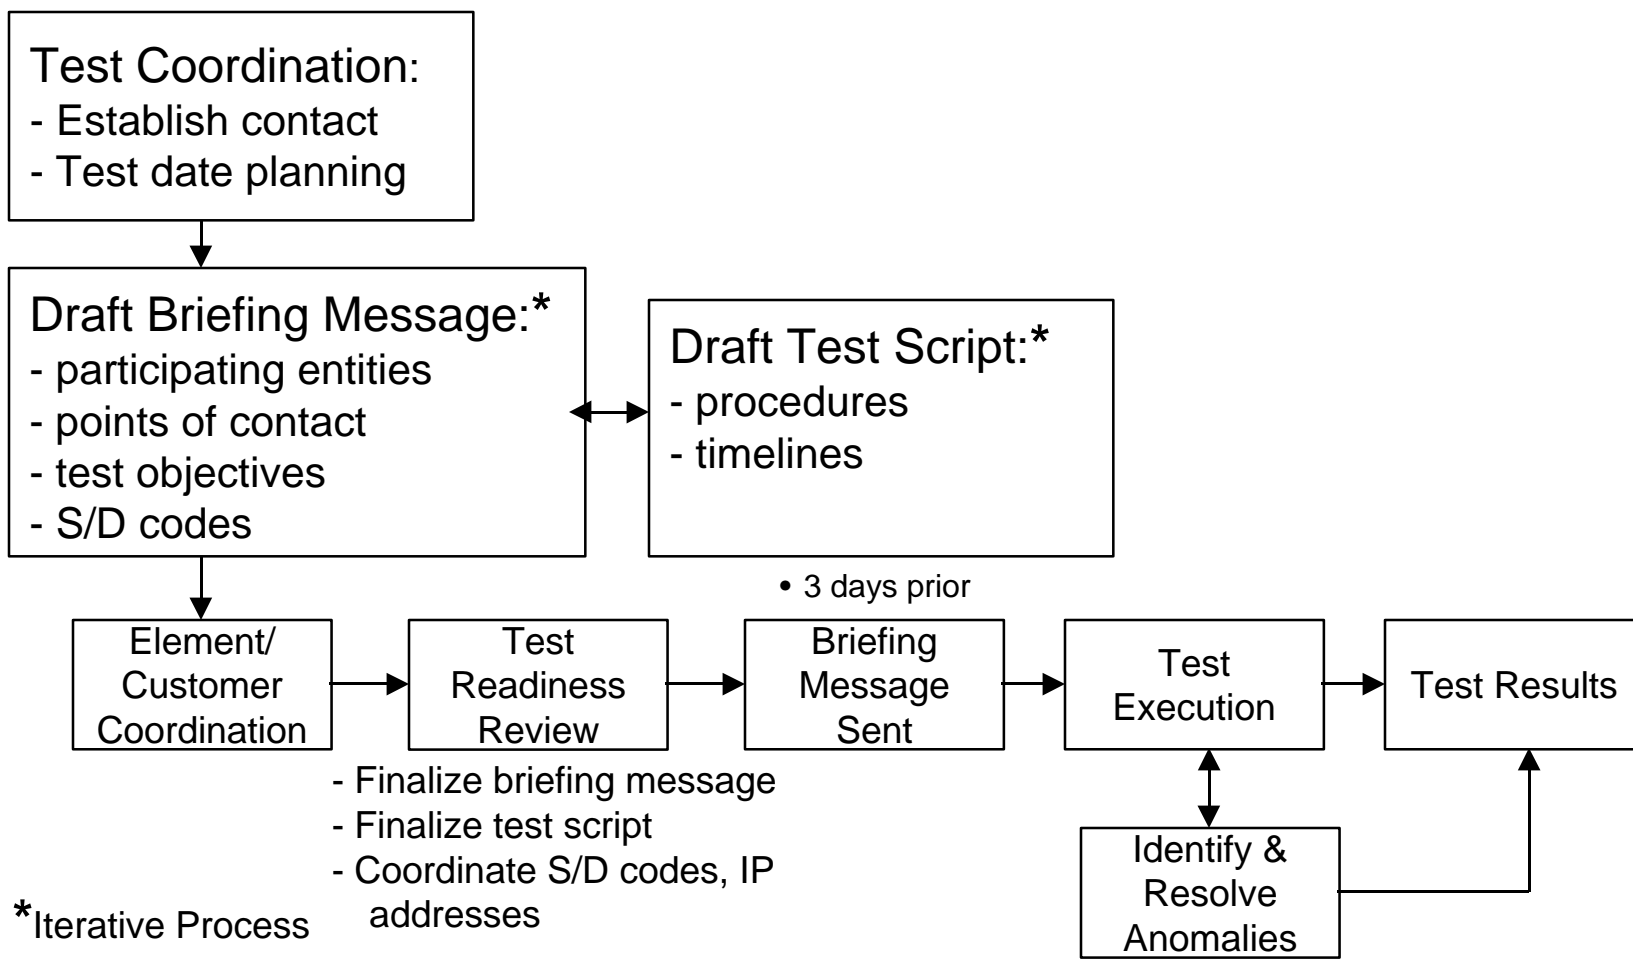 Test Coordination:
- Establish contact
- Test date planning
Draft Briefing Message:*
- participating entities
- points of contact
- test objectives
- S/D codes
Draft Test Script:*
- procedures
- timelines
• 3 days prior
Element/
Customer
Coordination
Test
Readiness
Review
Briefing
Message
Sent
Test
Execution
Test Results
- Finalize briefing message
- Finalize test script
- Coordinate S/D codes, IP
addresses
Identify &
Resolve
Anomalies
*Iterative Process